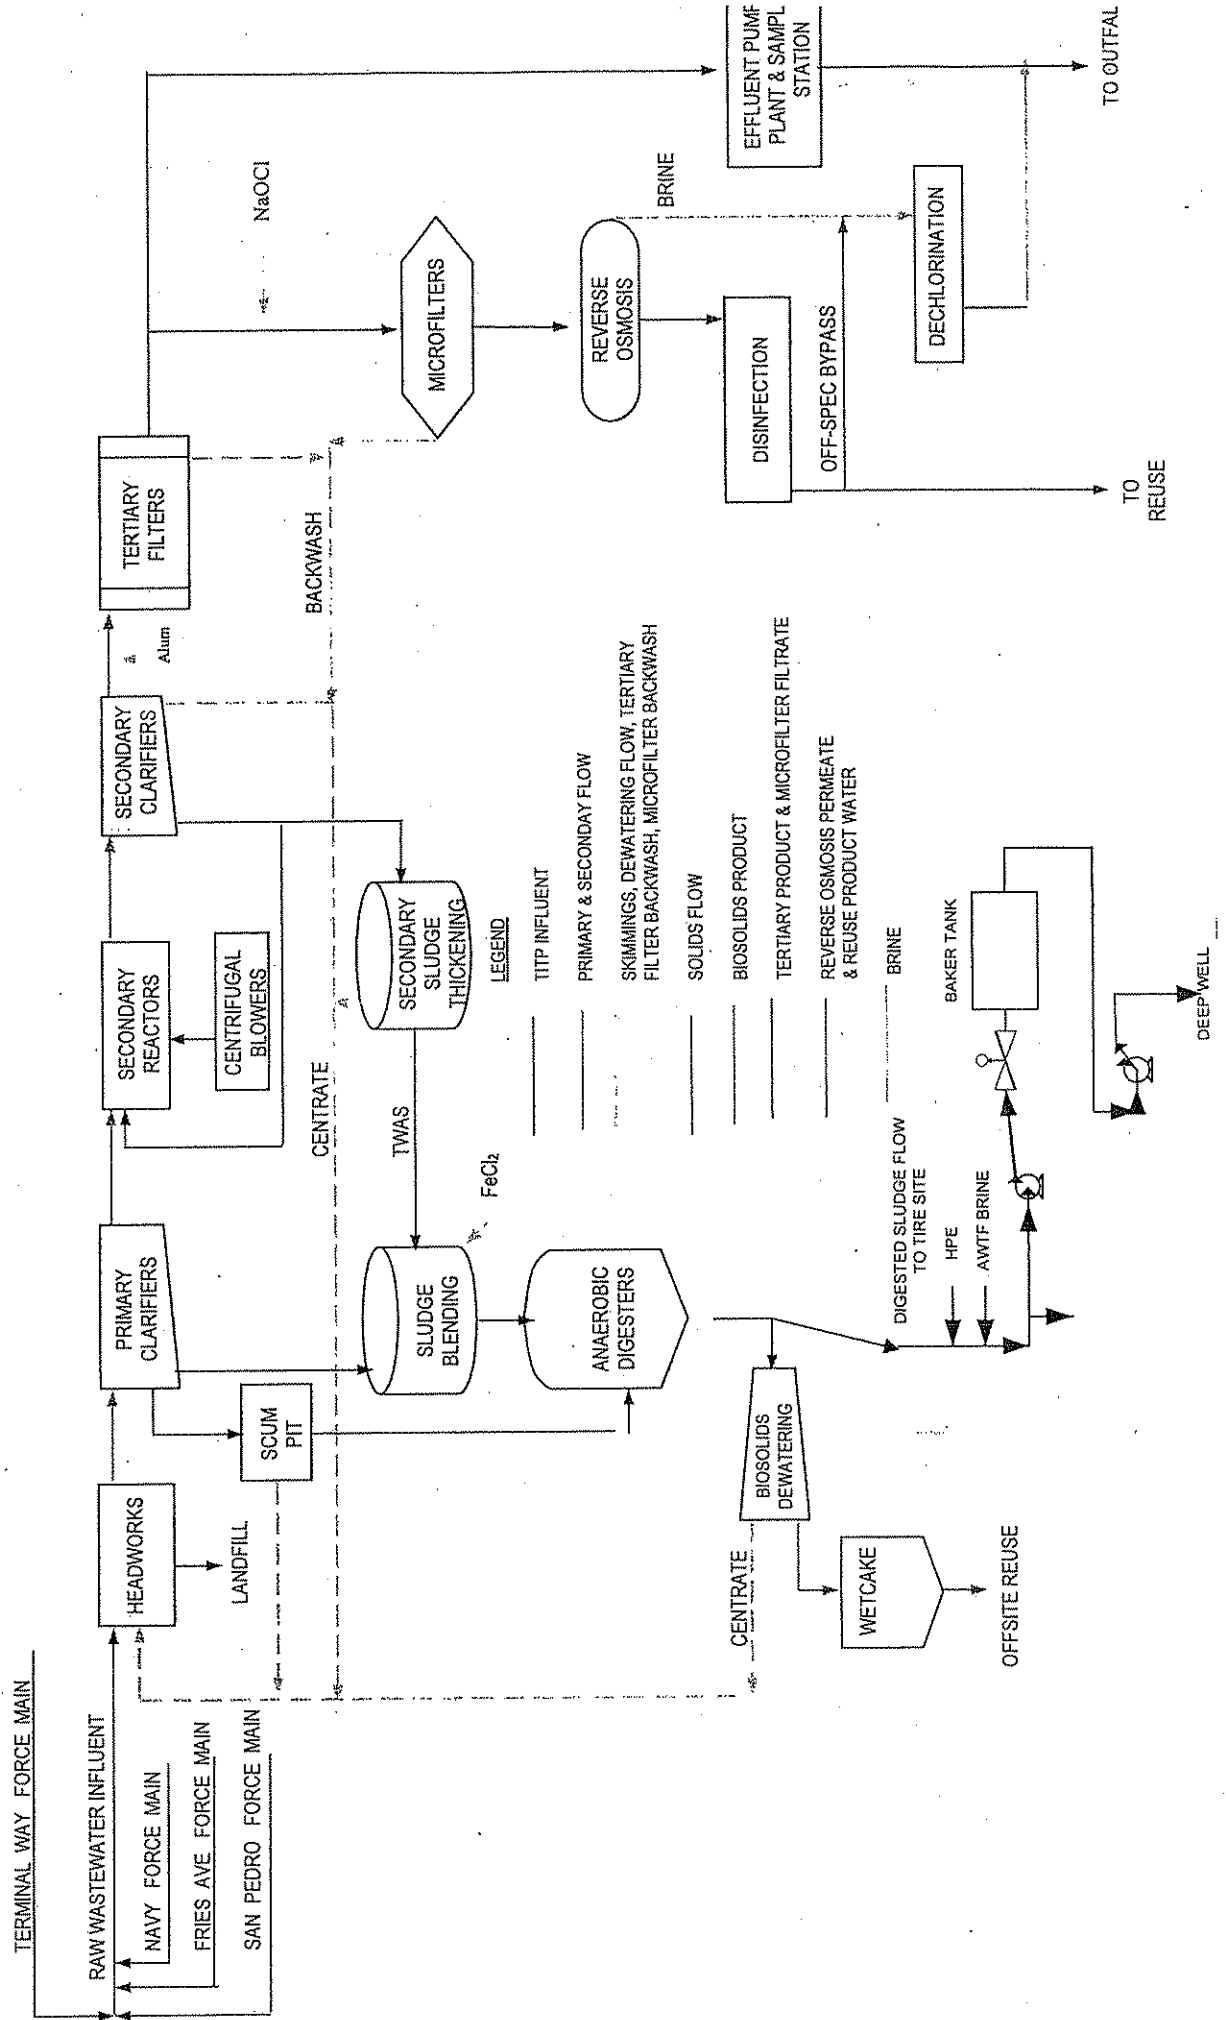 TERMINAL WAY FORCE MAIN
RAW WASTEWATER INFLUENT
NAVY FORCE MAIN
FRIES AVE FORCE MAIN
SAN PEDRO FORCE MAIN
HEADWORKS
LANDFILL
PRIMARY
CLARIFIERS
SCUM
PIT
SECONDARY
REACTORS
CENTRIFUGAL
BLOWERS
SECONDARY
CLARIFIERS
Alum
TERTIARY
FILTERS
NaOCl
CENTRATE
BACKWASH
MICROFILTERS
REVERSE
OSMOSIS
BRINE
DISINFECTION
OFF-SPEC BYPASS
DECHLORINATION
EFFLUENT PUMP
PLANT & SAMPL
STATION
TO OUTFAL
TO
REUSE
SECONDARY
SLUDGE
THICKENING
TWAS
FeCl₂
SLUDGE
BLENDING
ANAEROBIC
DIGESTERS
BIOSOLIDS
DEWATERING
CENTRATE
WETCAKE
OFFSITE REUSE
LEGEND
TITP INFLUENT
PRIMARY & SECONDAY FLOW
SKIMMINGS, DEWATERING FLOW, TERTIARY
FILTER BACKWASH, MICROFILTER BACKWASH
SOLIDS FLOW
BIOSOLIDS PRODUCT
TERTIARY PRODUCT & MICROFILTER FILTRATE
REVERSE OSMOSIS PERMEATE
& REUSE PRODUCT WATER
BRINE
DIGESTED SLUDGE FLOW
TO TIRE SITE
HPE
AWTF BRINE
BAKER TANK
DEEP WELL